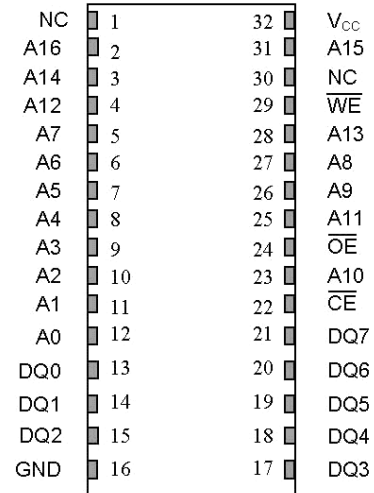 NC 1 32 VCC
A16 2 31 A15
A14 3 30 NC
A12 4 29 WE
A7 5 28 A13
A6 6 27 A8
A5 7 26 A9
A4 8 25 A11
A3 9 24 OE
A2 10 23 A10
A1 11 22 CE
A0 12 21 DQ7
DQ0 13 20 DQ6
DQ1 14 19 DQ5
DQ2 15 18 DQ4
GND 16 17 DQ3